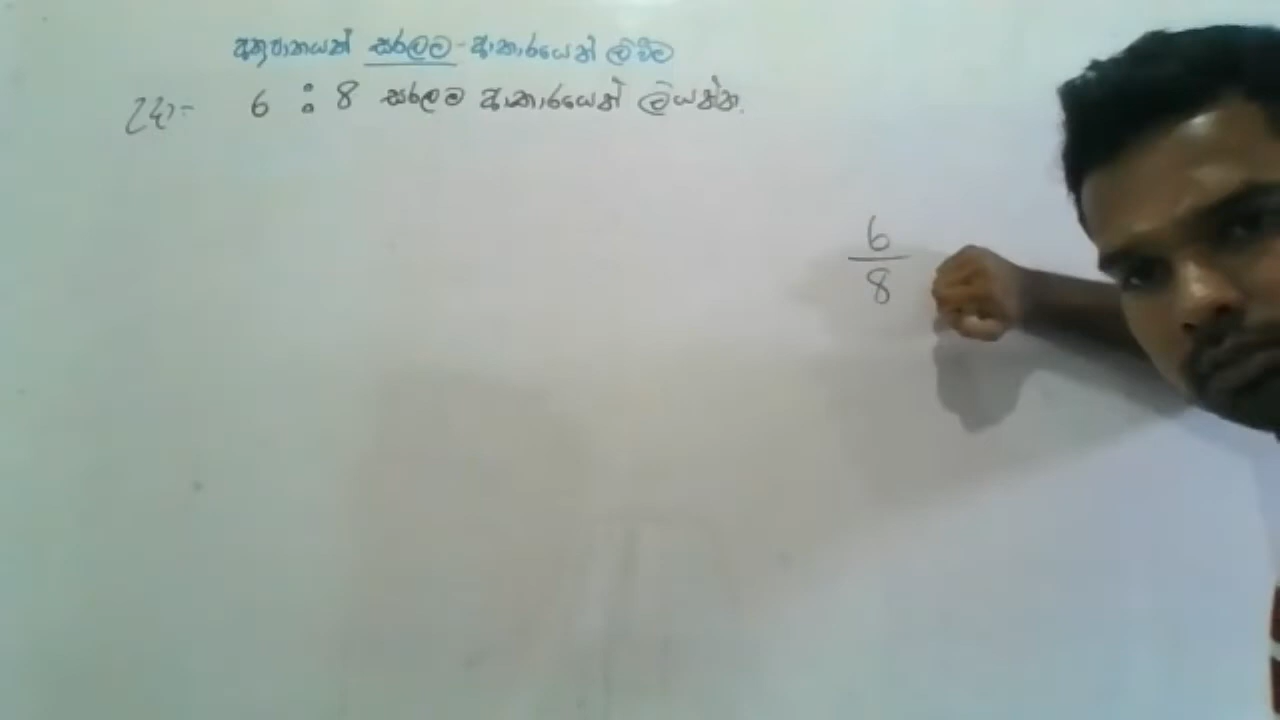 අනුපාතයක් සරලම ආකාරයෙන් ලිවීම
උදා:- 6 : 8 සරලම ආකාරයෙන් ලියන්න.
6
8